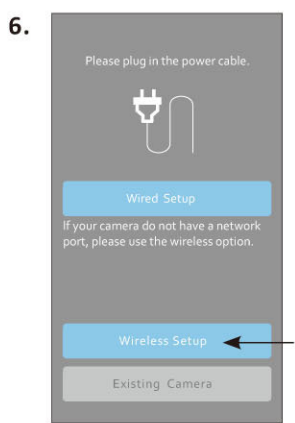 6.
Please plug in the power cable.
Wired Setup
If your camera do not have a network
port, please use the wireless option.
Wireless Setup
Existing Camera